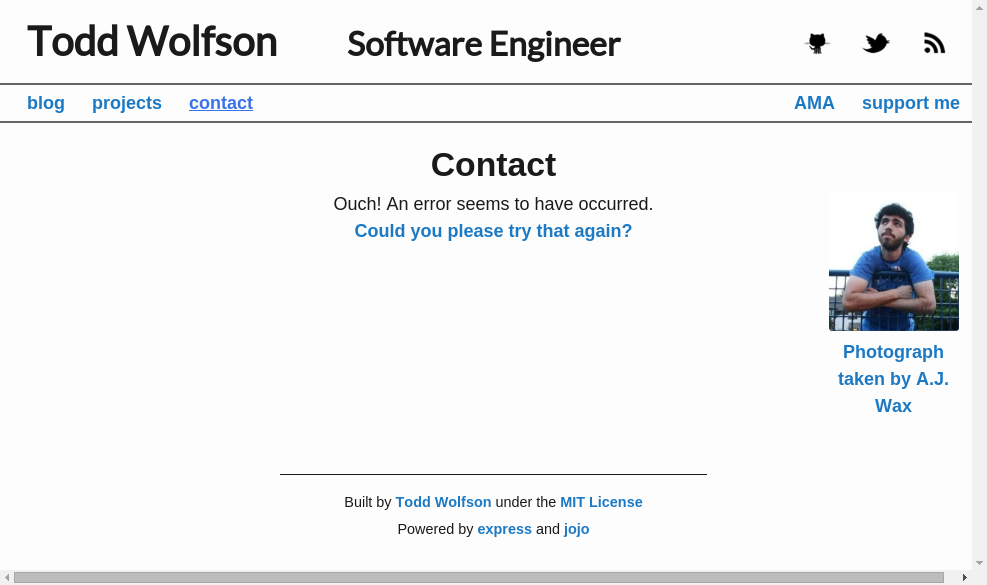 Todd Wolfson Software Engineer
blog projects contact AMA support me
Contact
Ouch! An error seems to have occurred.
Could you please try that again?
Photograph
taken by A.J.
Wax
Built by Todd Wolfson under the MIT License
Powered by express and jojo